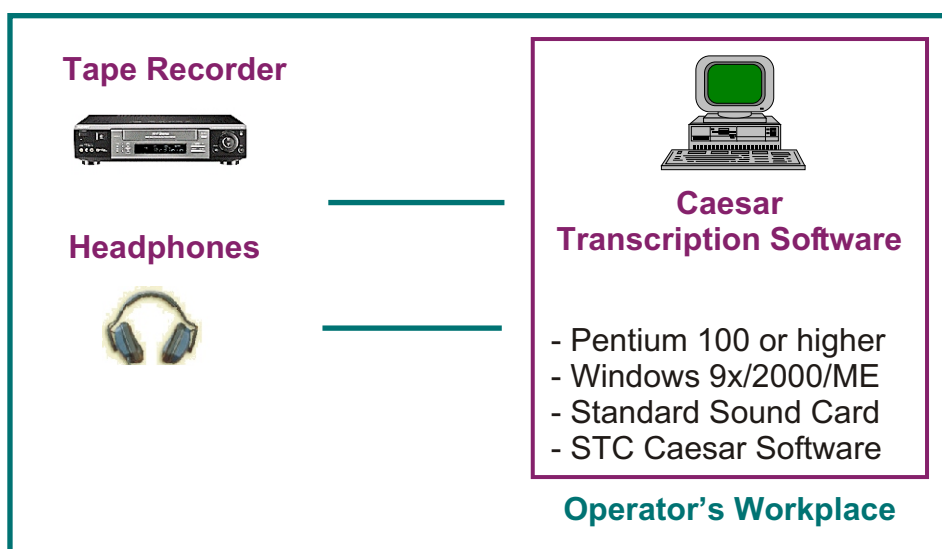 Tape Recorder
Headphones
Caesar
Transcription Software
- Pentium 100 or higher
- Windows 9x/2000/ME
- Standard Sound Card
- STC Caesar Software
Operator's Workplace